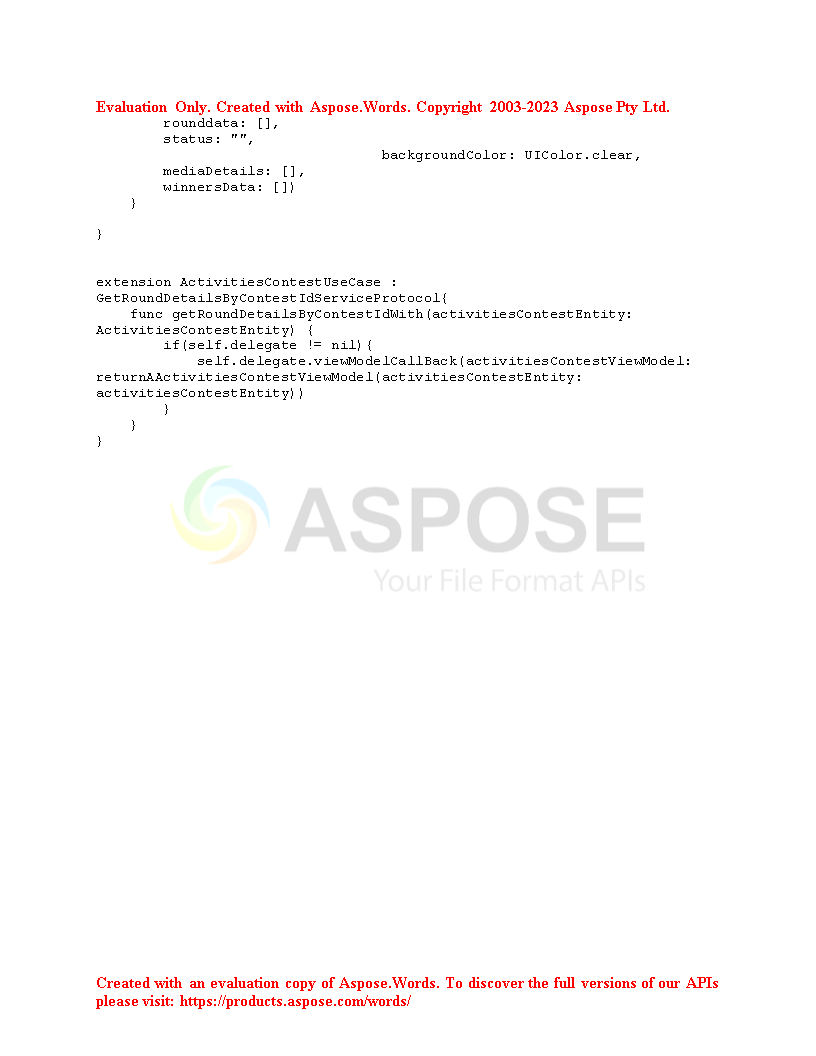 Evaluation Only. Created with Aspose.Words. Copyright 2003-2023 Aspose Pty Ltd.
        rounddata: [],
        status: "",
                                  backgroundColor: UIColor.clear,
        mediaDetails: [],
        winnersData: [])
    }

}

extension ActivitiesContestUseCase :
GetRoundDetailsByContestIdServiceProtocol{
    func getRoundDetailsByContestIdWith(activitiesContestEntity:
ActivitiesContestEntity) {
        if(self.delegate != nil){
            self.delegate.viewModelCallBack(activitiesContestViewModel:
returnAActivitiesContestViewModel(activitiesContestEntity:
activitiesContestEntity))
        }
    }
}
ASPOSE
Your File Format APIs
Created with an evaluation copy of Aspose.Words. To discover the full versions of our APIs
please visit: https://products.aspose.com/words/